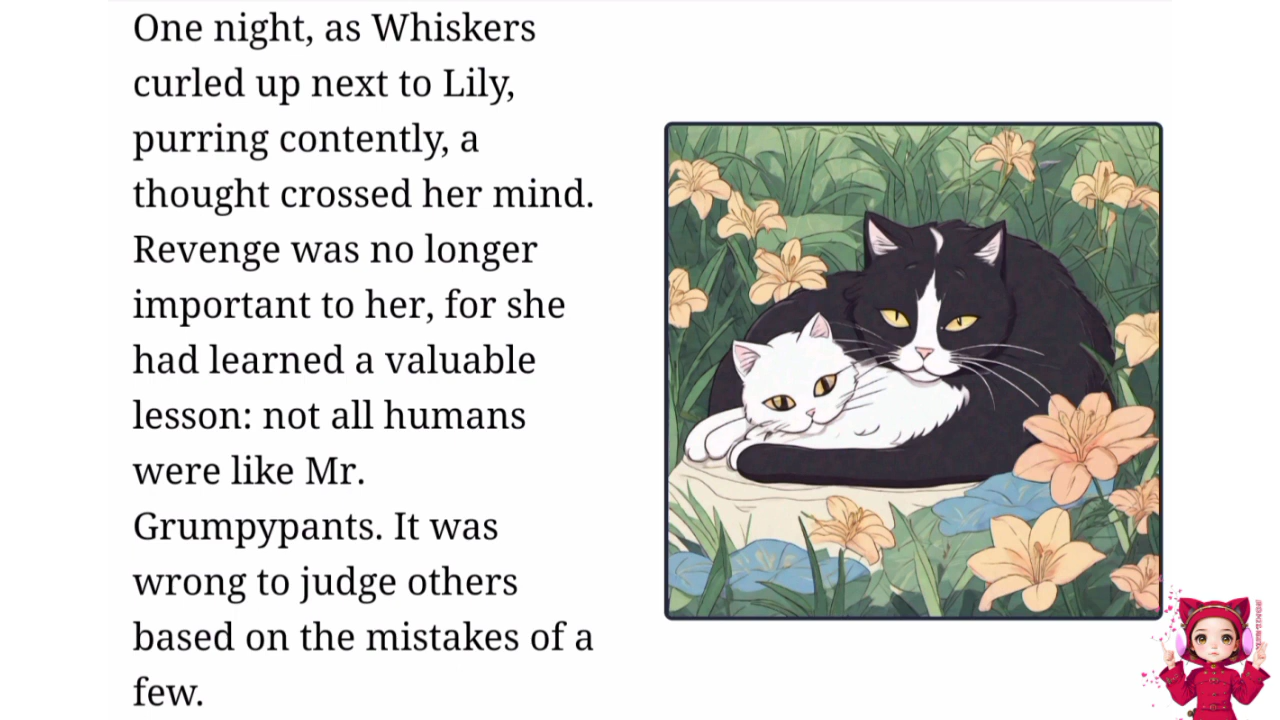 One night, as Whiskers
curled up next to Lily,
purring contently, a
thought crossed her mind.
Revenge was no longer
important to her, for she
had learned a valuable
lesson: not all humans
were like Mr.
Grumpypants. It was
wrong to judge others
based on the mistakes of a
few.